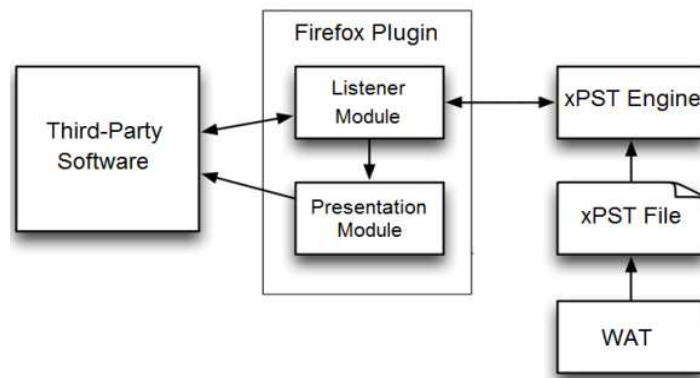 Firefox Plugin
Third-Party
Software
Listener
Module
Presentation
Module
xPST Engine
xPST File
WAT